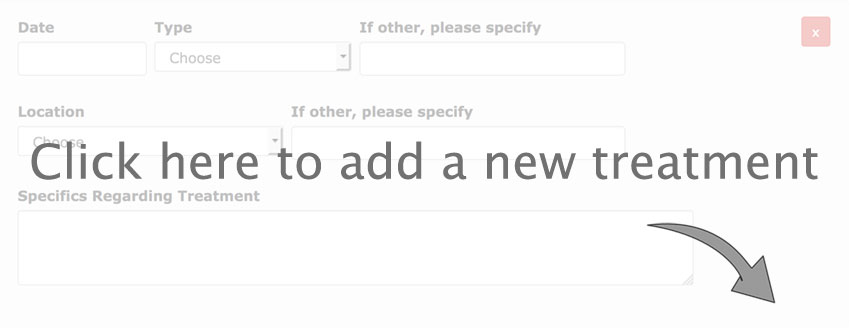 Date Type If other, please specify
x
Choose
Location If other, please specify
Choose
Click here to add a new treatment
Specifics Regarding Treatment